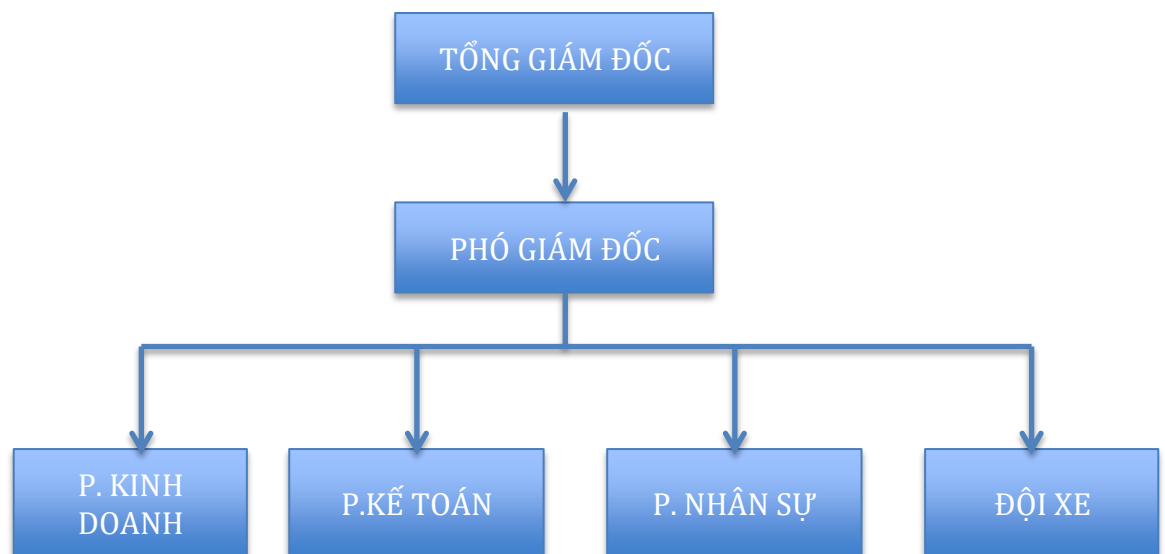 TỔNG GIÁM ĐỐC
PHÓ GIÁM ĐỐC
P. KINH
DOANH
P.KẾ TOÁN
P. NHÂN SỰ
ĐỘI XE